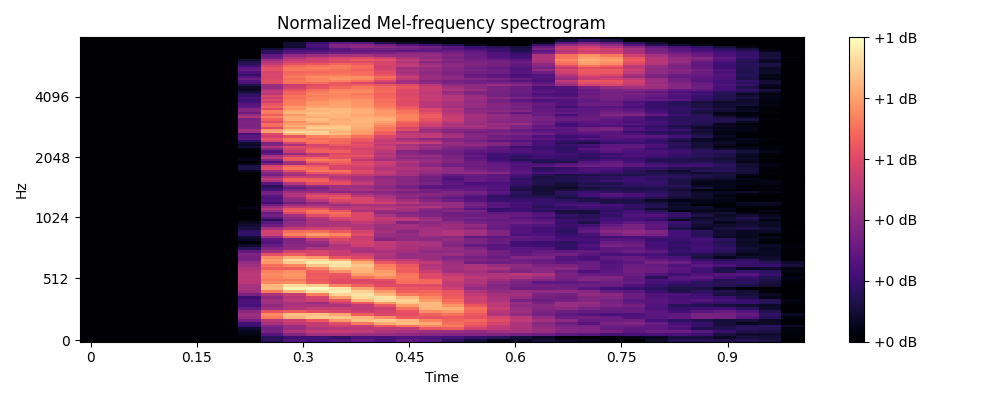 Normalized Mel-frequency spectrogram
Hz
4096
2048
1024
512
0
0 0.15 0.3 0.45 0.6 0.75 0.9
Time
+1 dB
+1 dB
+1 dB
+0 dB
+0 dB
+0 dB